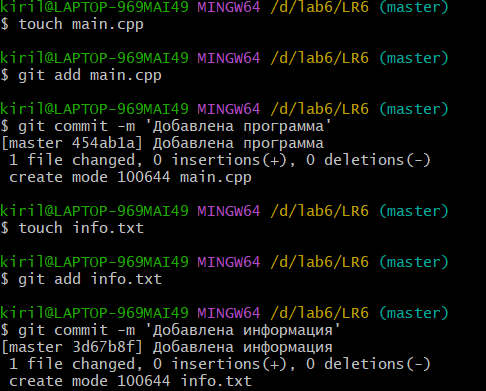 kiril@LAPTOP-969MAI49 MINGW64 /d/lab6/LR6 (master)
$ touch main.cpp
kiril@LAPTOP-969MAI49 MINGW64 /d/lab6/LR6 (master)
$ git add main.cpp
kiril@LAPTOP-969MAI49 MINGW64 /d/lab6/LR6 (master)
$ git commit -m 'Добавлена программа'
[master 454ab1a] Добавлена программа
 1 file changed, 0 insertions(+), 0 deletions(-)
 create mode 100644 main.cpp
kiril@LAPTOP-969MAI49 MINGW64 /d/lab6/LR6 (master)
$ touch info.txt
kiril@LAPTOP-969MAI49 MINGW64 /d/lab6/LR6 (master)
$ git add info.txt
kiril@LAPTOP-969MAI49 MINGW64 /d/lab6/LR6 (master)
$ git commit -m 'Добавлена информация'
[master 3d67b8f] Добавлена информация
 1 file changed, 0 insertions(+), 0 deletions(-)
 create mode 100644 info.txt